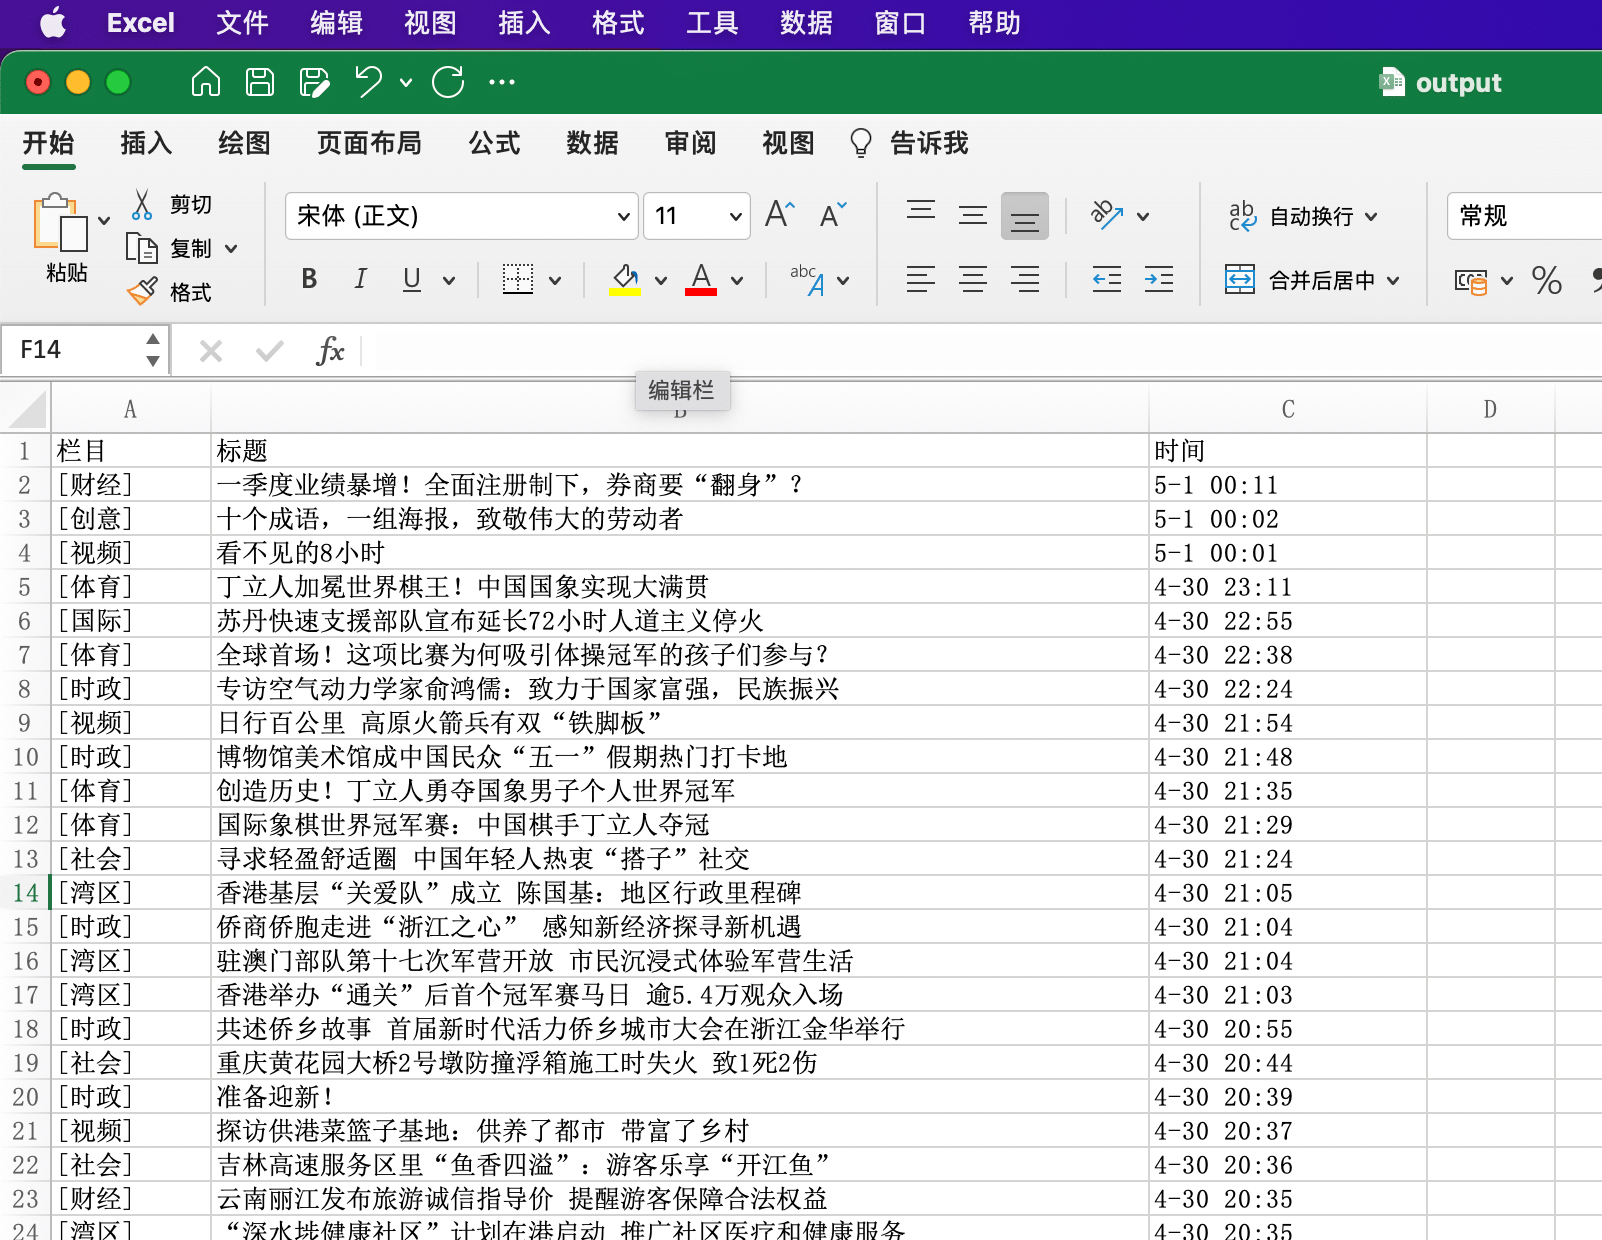 Excel 文件 编辑 视图 插入 格式 工具 数据 窗口 帮助
output
开始 插入 绘图 页面布局 公式 数据 审阅 视图 告诉我
粘贴 剪切 复制 格式
宋体 (正文) 11 自动换行 常规
B I U A abc A 合并后居中 %
F14 fx
编辑栏
A B C D
1 栏目 标题 时间
2 [财经] 一季度业绩暴增！全面注册制下，券商要“翻身”？ 5-1 00:11
3 [创意] 十个成语，一组海报，致敬伟大的劳动者 5-1 00:02
4 [视频] 看不见的8小时 5-1 00:01
5 [体育] 丁立人加冕世界棋王！中国国象实现大满贯 4-30 23:11
6 [国际] 苏丹快速支援部队宣布延长72小时人道主义停火 4-30 22:55
7 [体育] 全球首场！这项比赛为何吸引体操冠军的孩子们参与？ 4-30 22:38
8 [时政] 专访空气动力学家俞鸿儒：致力于国家富强，民族振兴 4-30 22:24
9 [视频] 日行百公里 高原火箭兵有双“铁脚板” 4-30 21:54
10 [时政] 博物馆美术馆成中国民众“五一”假期热门打卡地 4-30 21:48
11 [体育] 创造历史！丁立人勇夺国象男子个人世界冠军 4-30 21:35
12 [体育] 国际象棋世界冠军赛：中国棋手丁立人夺冠 4-30 21:29
13 [社会] 寻求轻盈舒适圈 中国年轻人热衷“搭子”社交 4-30 21:24
14 [湾区] 香港基层“关爱队”成立 陈国基：地区行政里程碑 4-30 21:05
15 [时政] 侨商侨胞走进“浙江之心” 感知新经济探寻新机遇 4-30 21:04
16 [湾区] 驻澳门部队第十七次军营开放 市民沉浸式体验军营生活 4-30 21:04
17 [湾区] 香港举办“通关”后首个冠军赛马日 逾5.4万观众入场 4-30 21:03
18 [时政] 共述侨乡故事 首届新时代活力侨乡城市大会在浙江金华举行 4-30 20:55
19 [社会] 重庆黄花园大桥2号墩防撞浮箱施工时失火 致1死2伤 4-30 20:44
20 [时政] 准备迎新！ 4-30 20:39
21 [视频] 探访供港菜篮子基地：供养了都市 带富了乡村 4-30 20:37
22 [社会] 吉林高速服务区里“鱼香四溢”：游客乐享“开江鱼” 4-30 20:36
23 [财经] 云南丽江发布旅游诚信指导价 提醒游客保障合法权益 4-30 20:35
24 [湾区] “深水埗健康社区”计划在港启动 推广社区医疗和健康服务 4-30 20:35